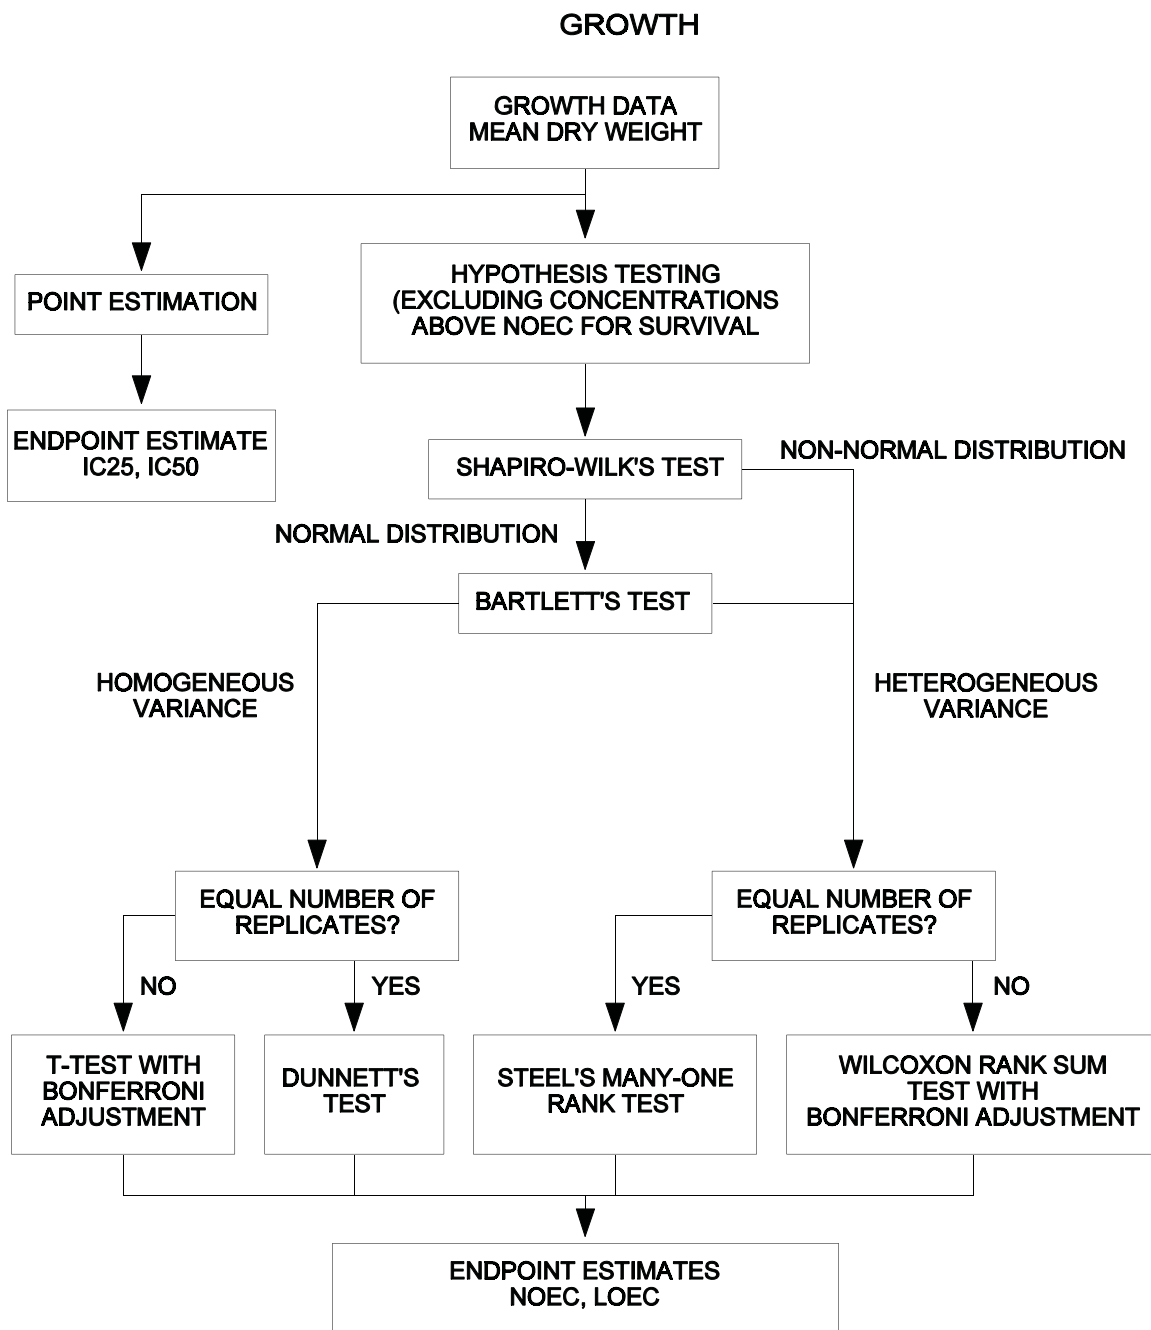 GROWTH
GROWTH DATA
MEAN DRY WEIGHT
HYPOTHESIS TESTING
(EXCLUDING CONCENTRATIONS
ABOVE NOEC FOR SURVIVAL
POINT ESTIMATION
ENDPOINT ESTIMATE
IC25, IC50
SHAPIRO-WILK'S TEST
NON-NORMAL DISTRIBUTION
NORMAL DISTRIBUTION
BARTLETT'S TEST
HOMOGENEOUS
VARIANCE
HETEROGENEOUS
VARIANCE
EQUAL NUMBER OF
REPLICATES?
EQUAL NUMBER OF
REPLICATES?
NO
YES
YES
NO
T-TEST WITH
BONFERRONI
ADJUSTMENT
DUNNETT'S
TEST
STEEL'S MANY-ONE
RANK TEST
WILCOXON RANK SUM
TEST WITH
BONFERRONI ADJUSTMENT
ENDPOINT ESTIMATES
NOEC, LOEC